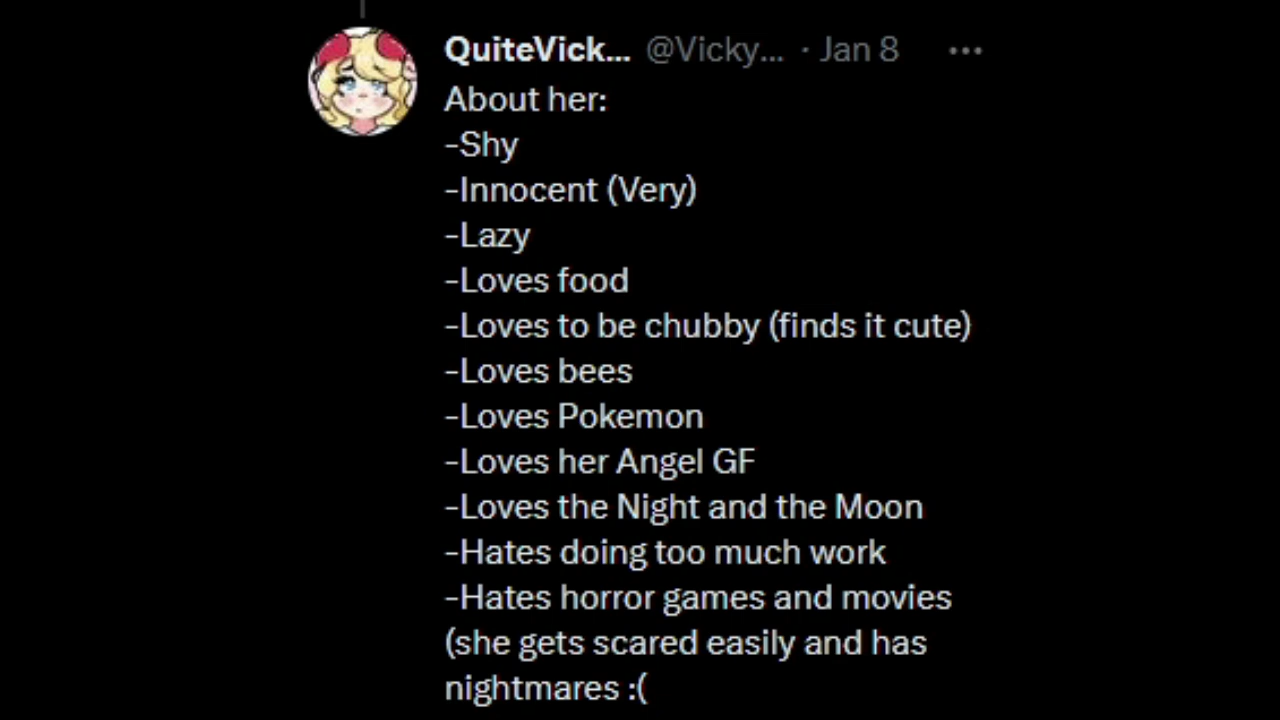 QuiteVick... @Vicky... · Jan 8 ···
About her:
-Shy
-Innocent (Very)
-Lazy
-Loves food
-Loves to be chubby (finds it cute)
-Loves bees
-Loves Pokemon
-Loves her Angel GF
-Loves the Night and the Moon
-Hates doing too much work
-Hates horror games and movies
(she gets scared easily and has
nightmares :(